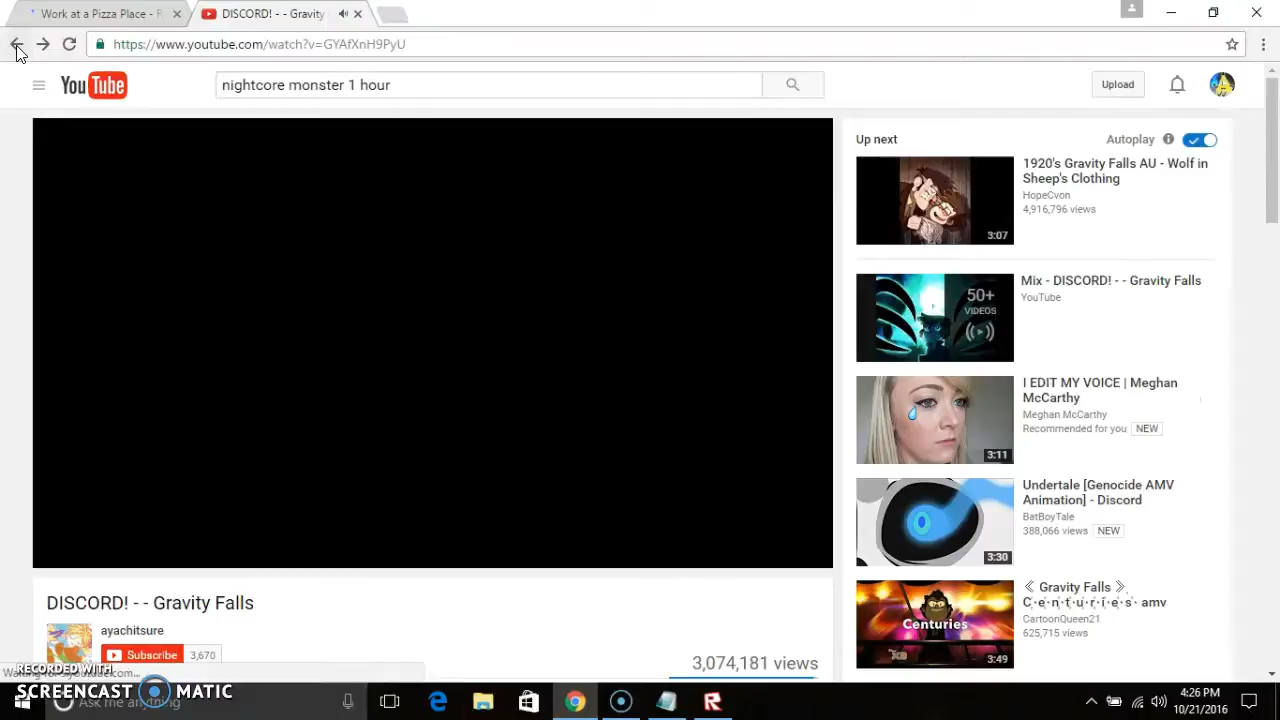 Work at a Pizza Place - R
DISCORD! - - Gravity
https://www.youtube.com/watch?v=GYAfXnH9PyU
YouTube
nightcore monster 1 hour
Upload
Up next
Autoplay
1920's Gravity Falls AU - Wolf in
Sheep's Clothing
HopeCvon
4,916,796 views
3:07
Mix - DISCORD! - - Gravity Falls
YouTube
50+
VIDEOS
I EDIT MY VOICE | Meghan
McCarthy
Meghan McCarthy
Recommended for you NEW
3:11
Undertale [Genocide AMV
Animation] - Discord
BatBoyTale
388,066 views NEW
3:30
《 Gravity Falls 》
C·e·n·t·u·r·i·e·s· amv
CartoonQueen21
625,715 views
Centuries
3:49
DISCORD! - - Gravity Falls
ayachitsure
Subscribe 3,670
3,074,181 views
RECORDED WITH
SCREENCAST MATIC
Ask me anything
4:26 PM
10/21/2016